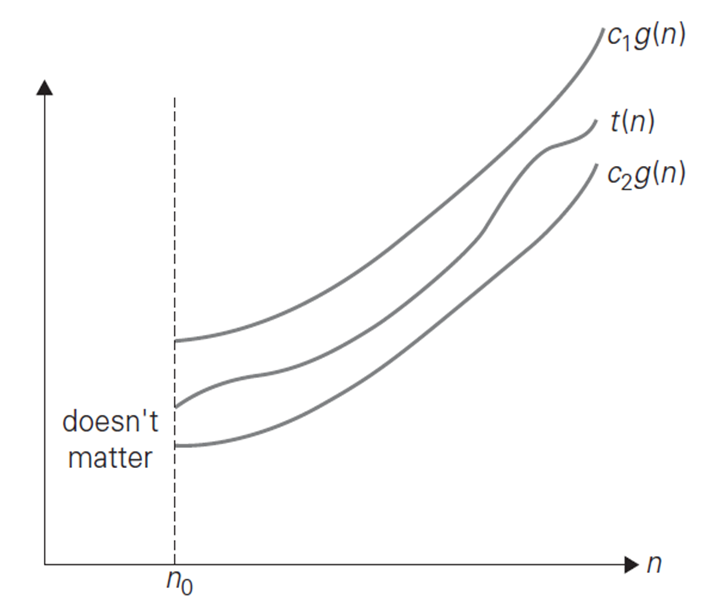 c₁g(n)
t(n)
c₂g(n)
doesn't
matter
n
n₀